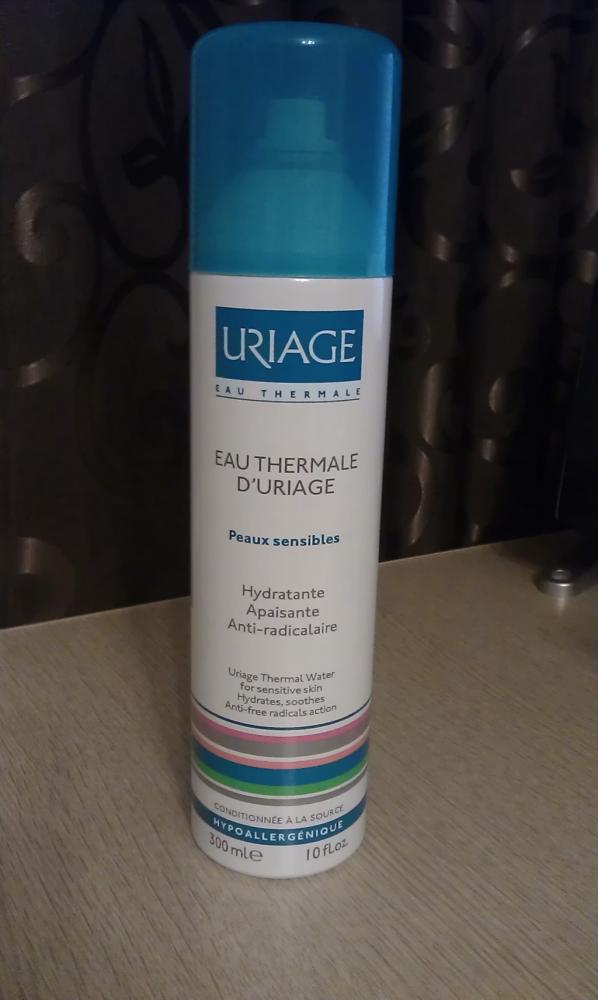 URIAGE
EAU THERMALE
EAU THERMALE
D'URIAGE
Peaux sensibles
Hydratante
Apaisante
Anti-radicalaire
Uriage Thermal Water
for sensitive skin
Hydrates, soothes
Anti-free radicals action
CONDITIONNÉE À LA SOURCE
HYPOALLERGÉNIQUE
300 ml℮ 10 fl.oz.